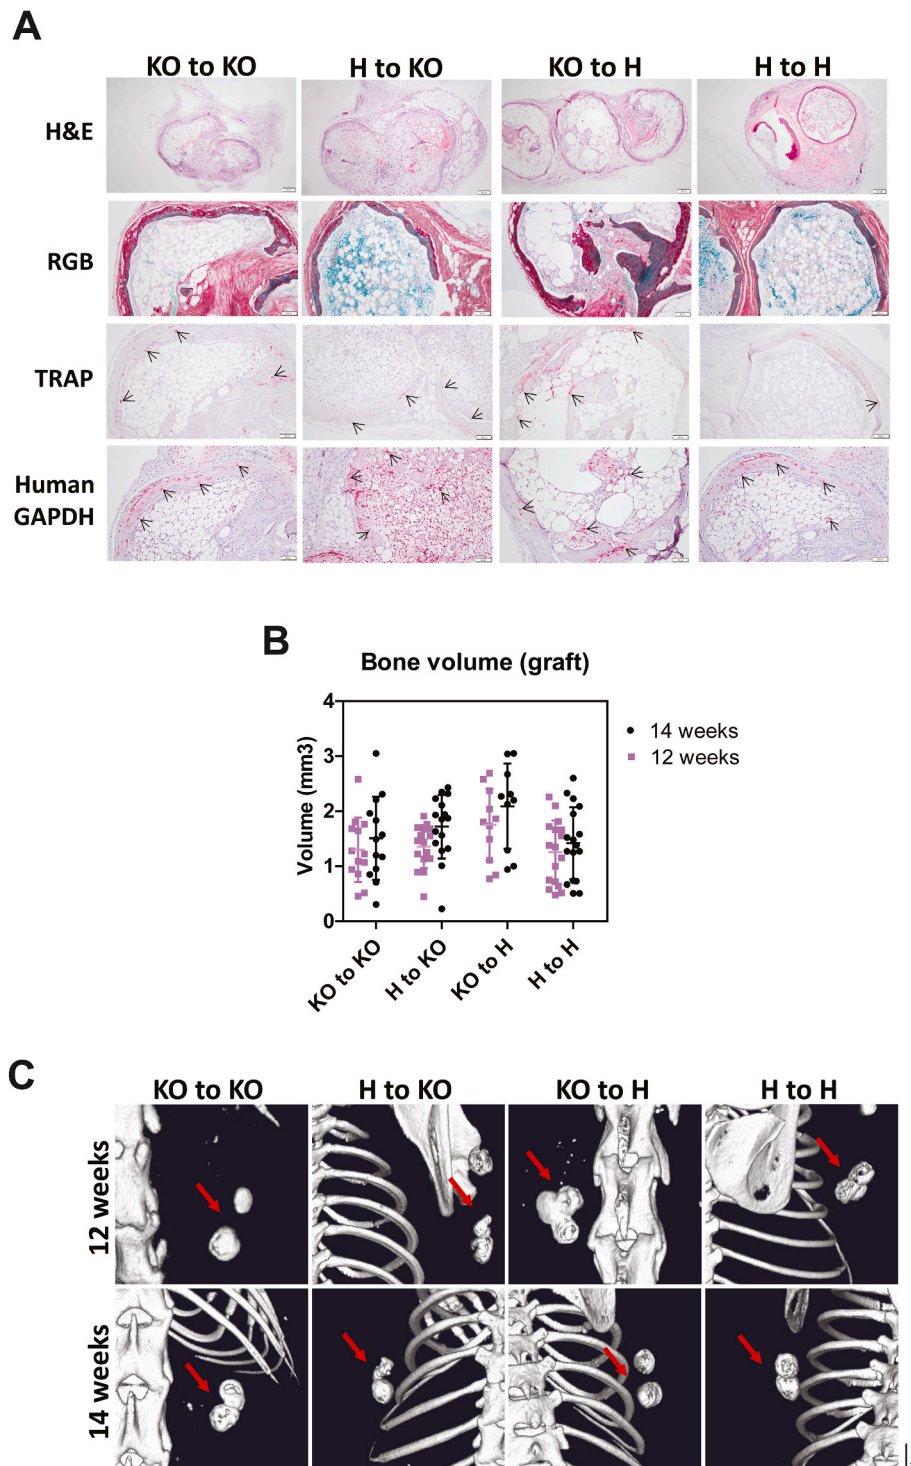 A
KO to KO
H to KO
KO to H
H to H
H&E
RGB
TRAP
Human
GAPDH
B
Bone volume (graft)
Volume (mm3)
4
3
2
1
0
KO to KO
H to KO
KO to H
H to H
14 weeks
12 weeks
C
KO to KO
H to KO
KO to H
H to H
12 weeks
14 weeks